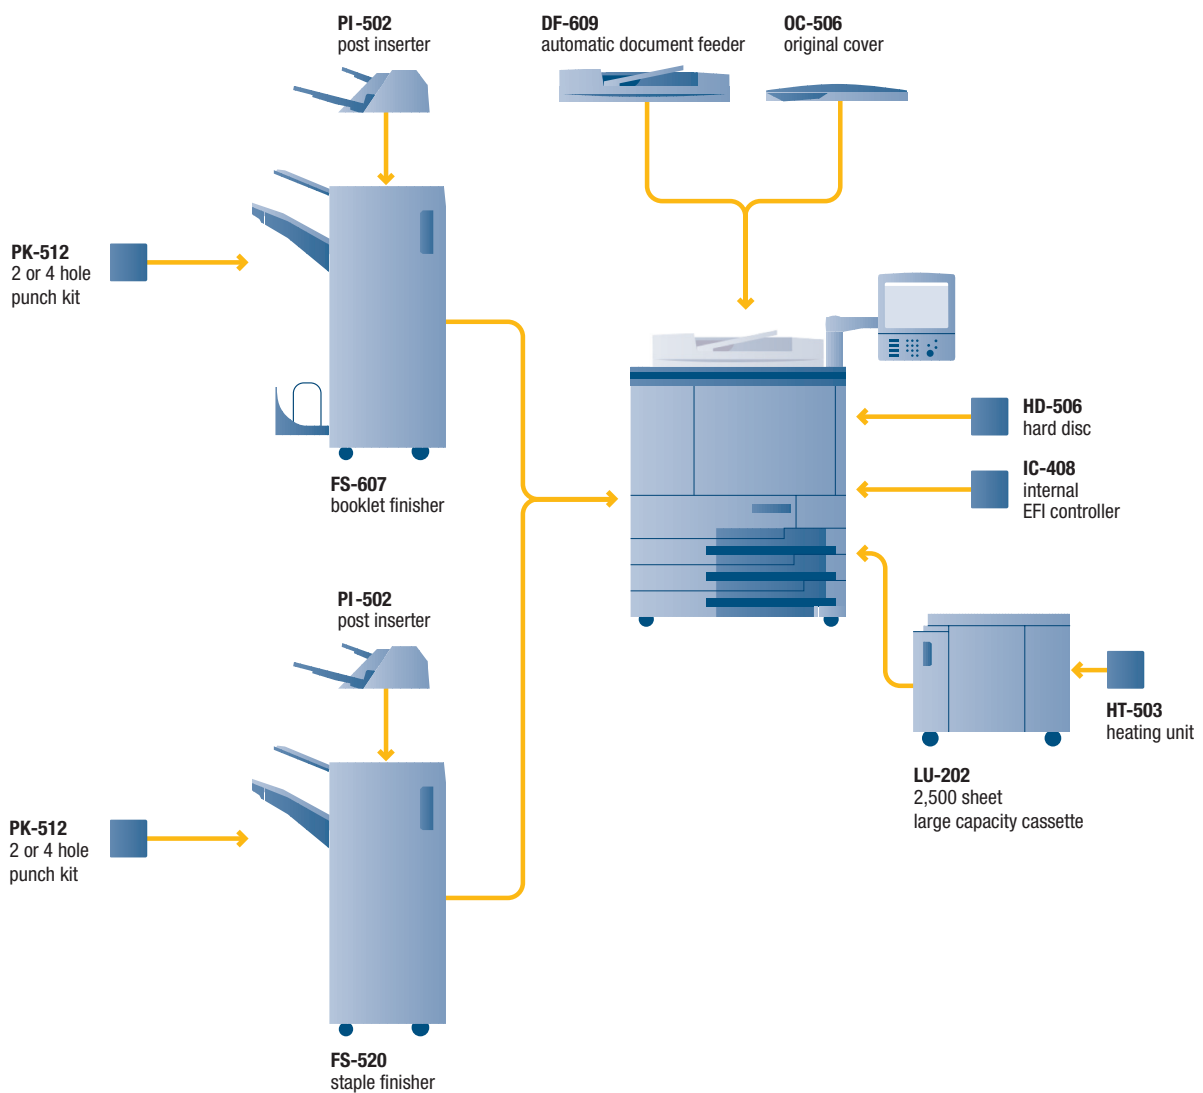 PI-502
post inserter
DF-609
automatic document feeder
OC-506
original cover
PK-512
2 or 4 hole
punch kit
HD-506
hard disc
IC-408
internal
EFI controller
FS-607
booklet finisher
PI-502
post inserter
HT-503
heating unit
LU-202
2,500 sheet
large capacity cassette
PK-512
2 or 4 hole
punch kit
FS-520
staple finisher